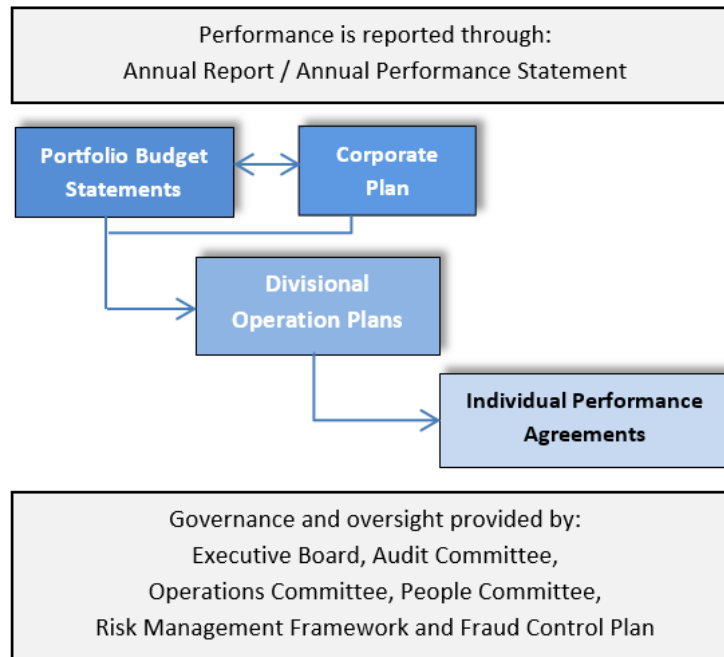 Performance is reported through:
Annual Report / Annual Performance Statement
Portfolio Budget
Statements
Corporate
Plan
Divisional
Operation Plans
Individual Performance
Agreements
Governance and oversight provided by:
Executive Board, Audit Committee,
Operations Committee, People Committee,
Risk Management Framework and Fraud Control Plan